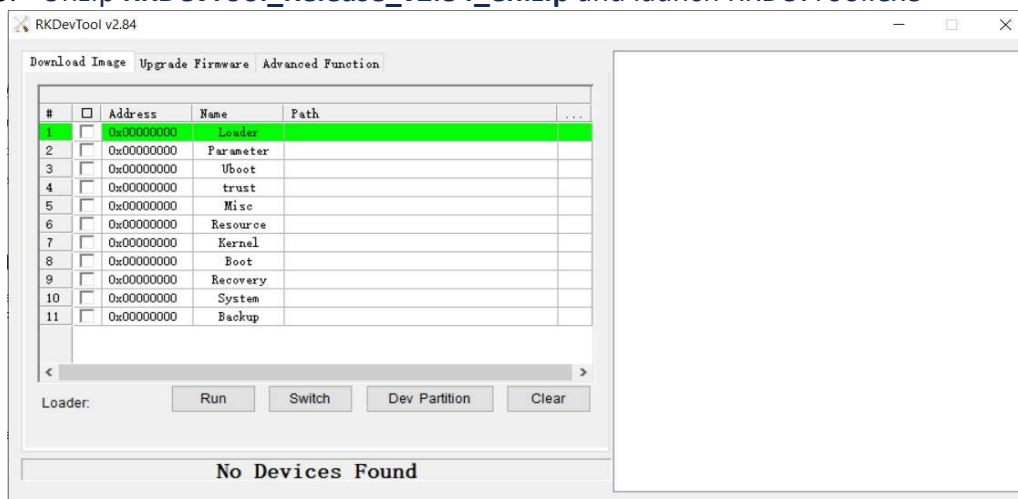 RKDevTool v2.84
Download Image Upgrade Firmware Advanced Function
# Address Name Path ...
1 0x00000000 Loader
2 0x00000000 Parameter
3 0x00000000 Uboot
4 0x00000000 trust
5 0x00000000 Misc
6 0x00000000 Resource
7 0x00000000 Kernel
8 0x00000000 Boot
9 0x00000000 Recovery
10 0x00000000 System
11 0x00000000 Backup
Loader: Run Switch Dev Partition Clear
No Devices Found